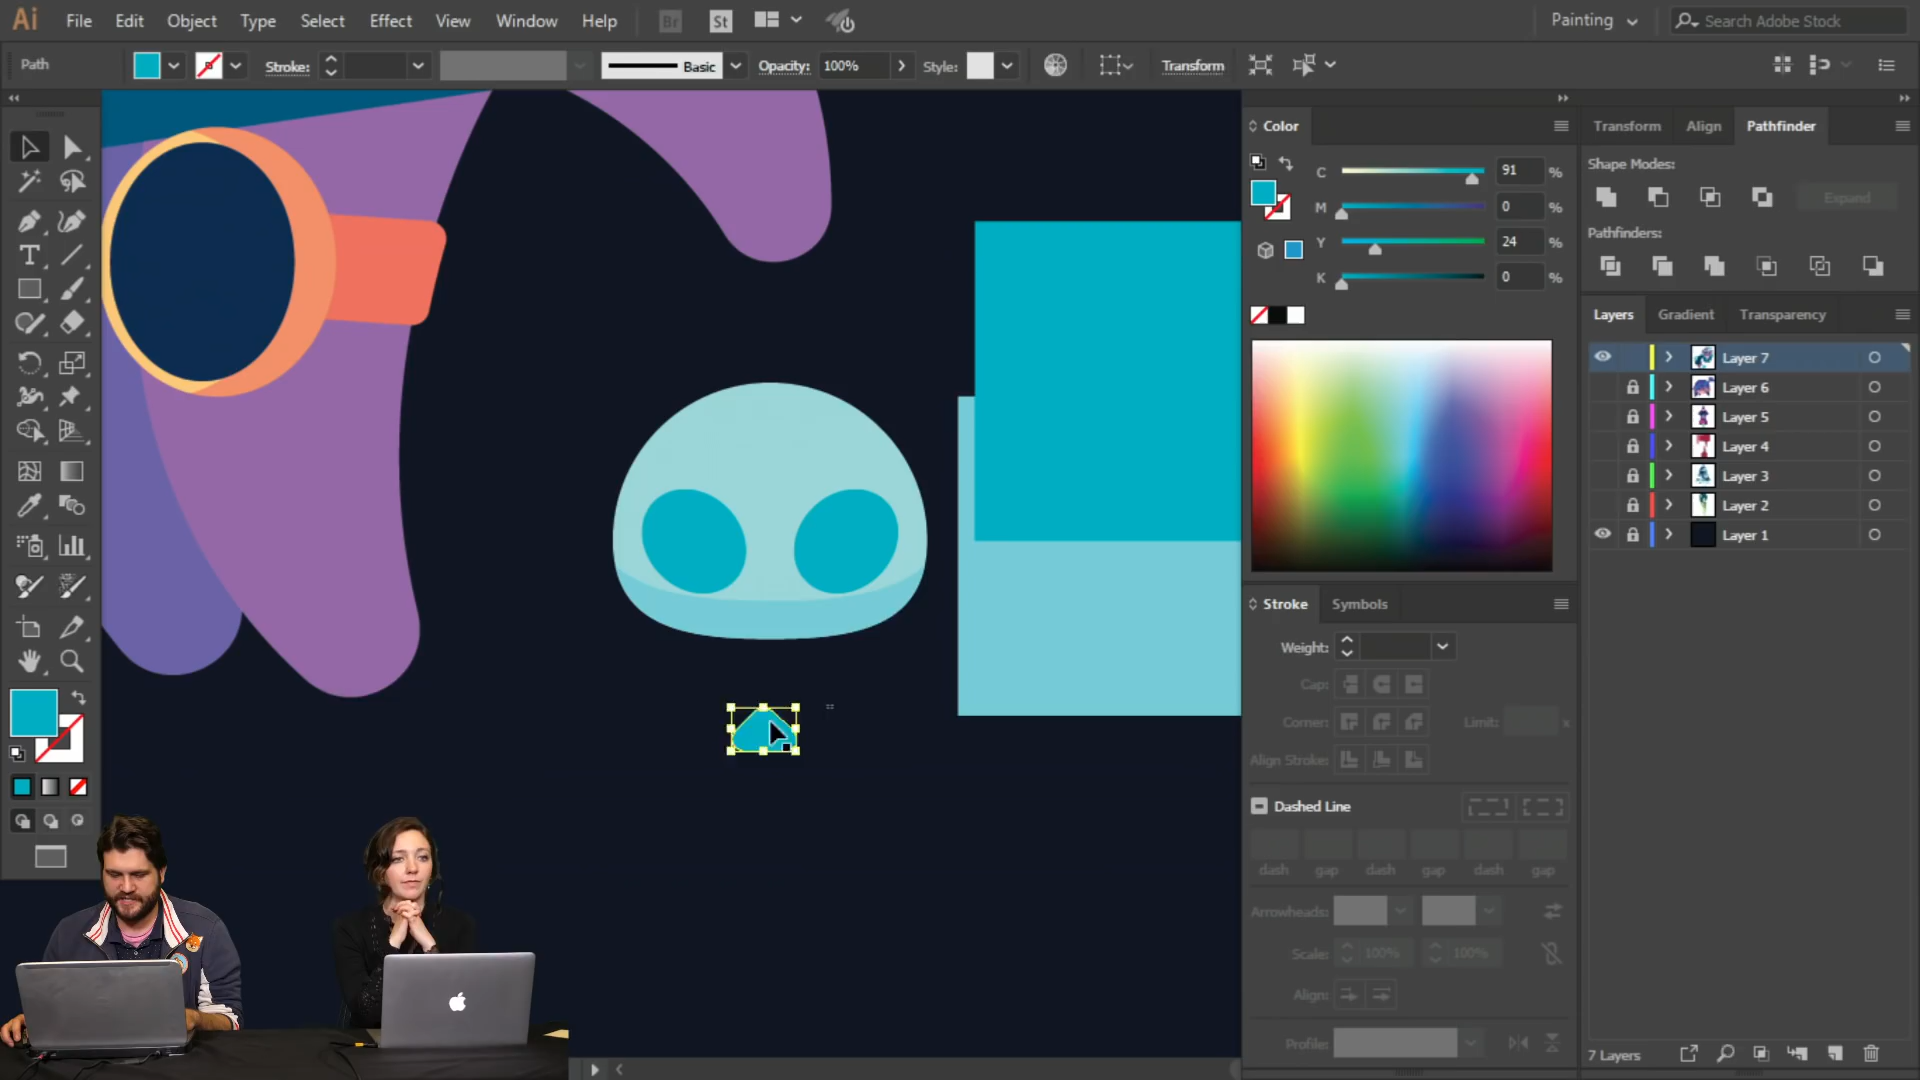 Ai File Edit Object Type Select Effect View Window Help Br St Painting Search Adobe Stock
Path Stroke: Basic Opacity: 100% Style: Transform
Color
C 91 %
M 0 %
Y 24 %
K 0 %
Stroke Symbols
Weight:
Cap:
Corner: Limit: x
Align Stroke:
Dashed Line
dash gap dash gap dash gap
Arrowheads:
Scale: 100% 100%
Align:
Profile:
Transform Align Pathfinder
Shape Modes:
Expand
Pathfinders:
Layers Gradient Transparency
Layer 7
Layer 6
Layer 5
Layer 4
Layer 3
Layer 2
Layer 1
7 Layers